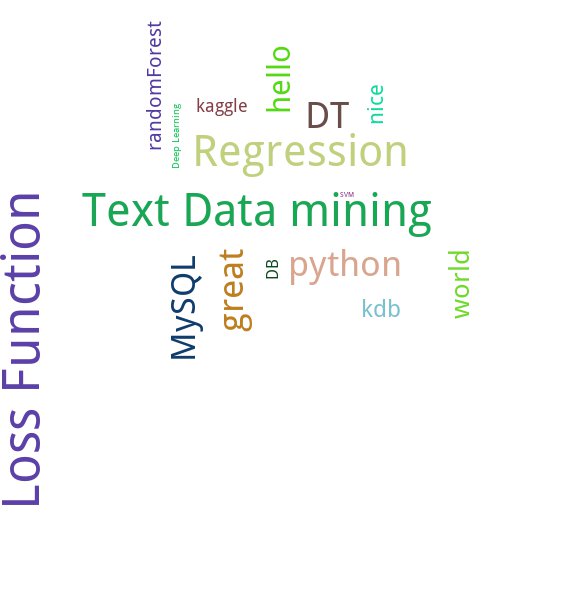 randomForest
Deep Learning
kaggle
hello
DT
nice
Regression
Text Data mining
SVM
Loss Function
MySQL
great
DB
python
kdb
world